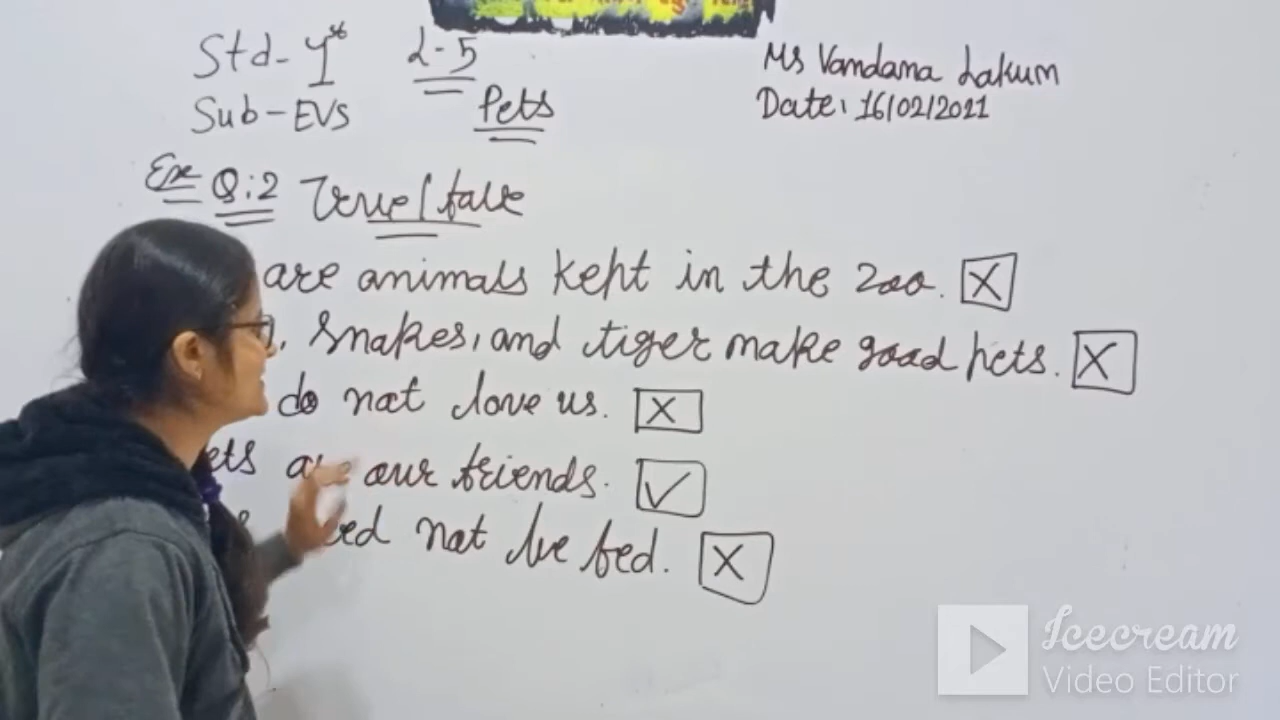 Std- 1st L-5 Ms Vandana Lakum
Sub-EVS Pets Date: 16/02/2021
Ex Q:2 True/false
are animals kept in the zoo. X
, Snakes, and tiger make good pets. X
do not love us. X
ets are our friends. ✓
not be fed. X
Icecream
Video Editor